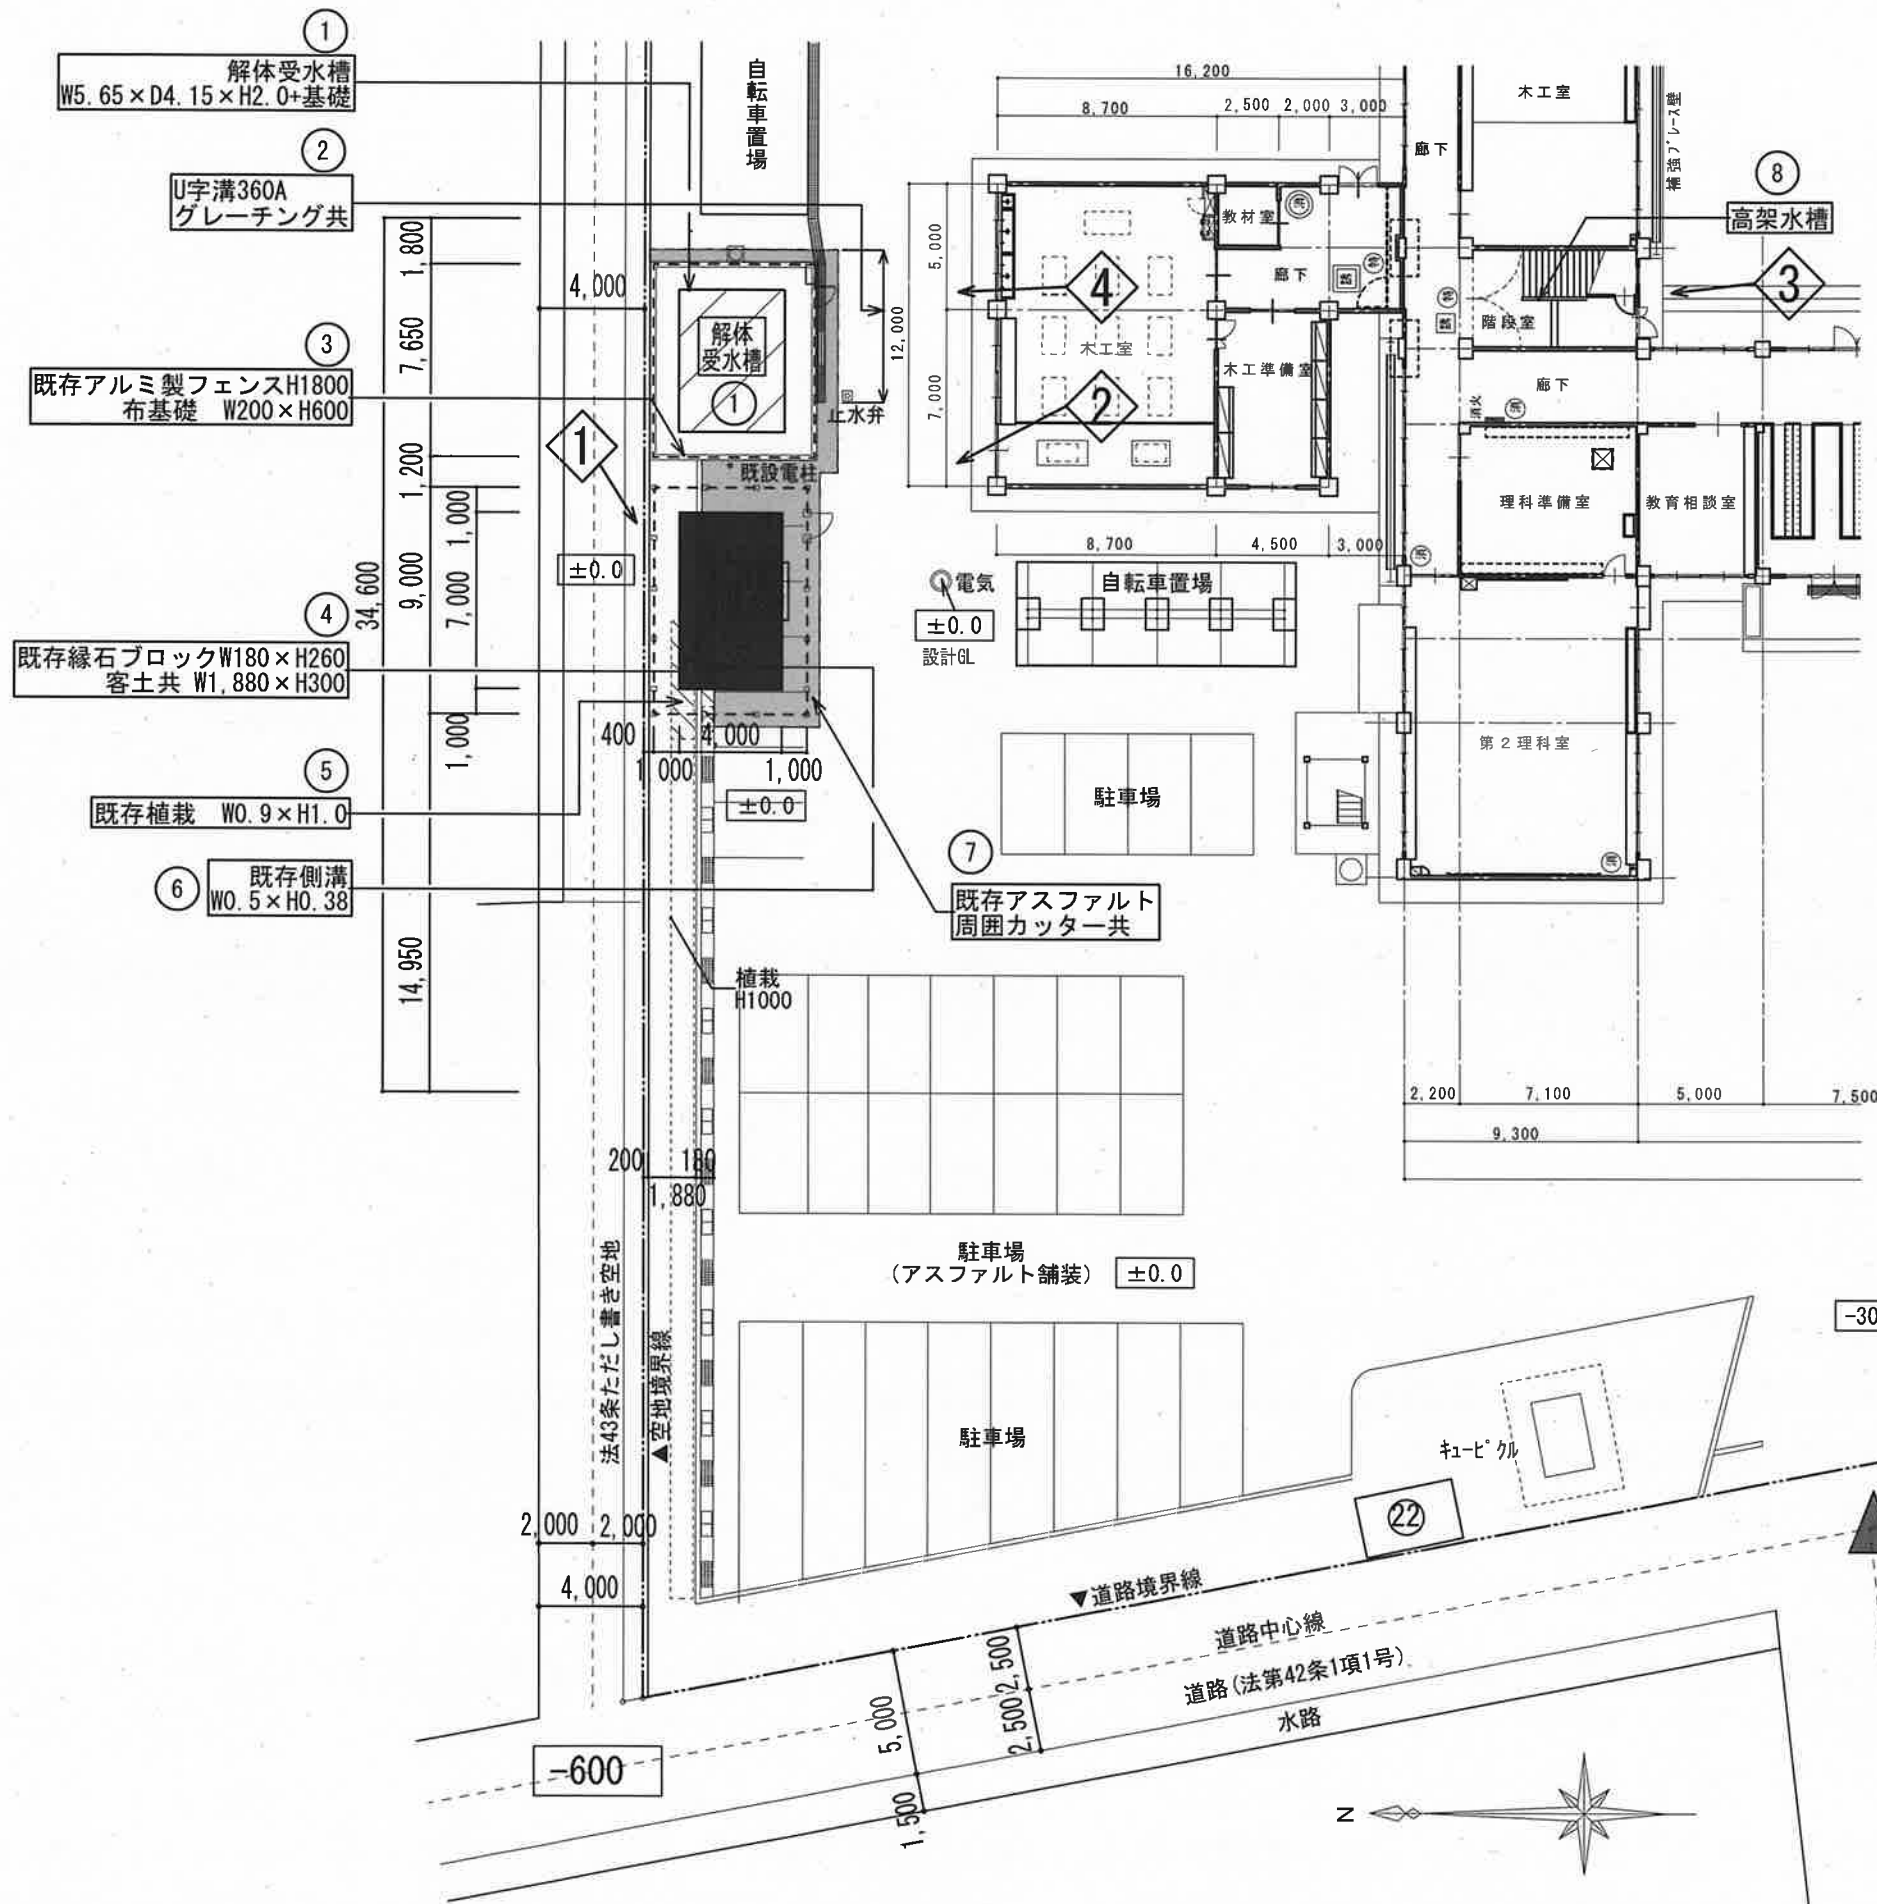 ①
解体受水槽
W5.65×D4.15×H2.0+基礎
②
U字溝360A
グレーチング共
③
既存アルミ製フェンスH1800
布基礎 W200×H600
④
既存縁石ブロックW180×H260
客土共 W1,880×H300
⑤
既存植栽 W0.9×H1.0
⑥
既存側溝
W0.5×H0.38
34,600
1,800
7,650
1,200
9,000
14,950
1,000
7,000
1,000
4,000
自転車置場
解体
受水槽
①
12,000
止水弁
既設電柱
1
±0.0
400
4,000
1,000
1,000
±0.0
⑦
既存アスファルト
周囲カッター共
植栽
H1000
200
180
1,880
法43条ただし書き空地
▲空地境界線
2,000
2,000
4,000
-600
16,200
8,700
2,500
2,000
3,000
5,000
7,000
教材室
消
廊下
特
4
木工室
2
木工準備室
8,700
4,500
3,000
電気
±0.0
設計GL
自転車置場
駐車場
廊下
木工室
補強ブレース壁
⑧
高架水槽
3
特
階段室
廊下
消火
消
理科準備室
教育相談室
消
第2理科室
消
2,200
7,100
5,000
7,500
9,300
駐車場
(アスファルト舗装)
±0.0
駐車場
-30
キュービクル
㉒
▼道路境界線
道路中心線
道路(法第42条1項1号)
水路
5,000
2,500
2,500
1,500
N